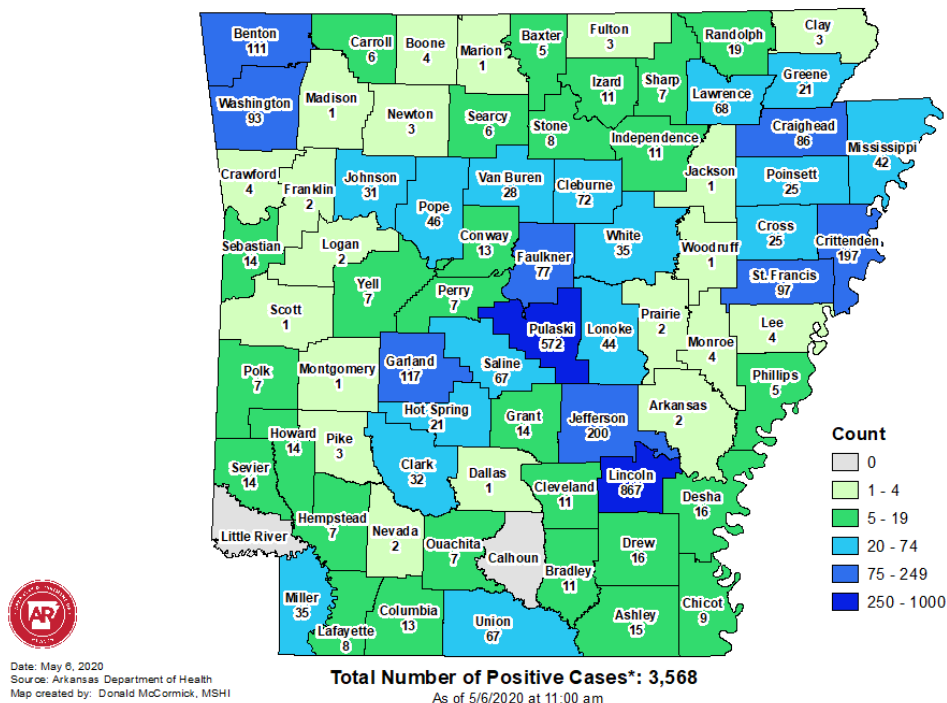 Benton
111
Carroll
6
Boone
4
Marion
1
Baxter
5
Fulton
3
Randolph
19
Clay
3
Izard
11
Sharp
7
Lawrence
68
Greene
21
Washington
93
Madison
1
Newton
3
Searcy
6
Stone
8
Independence
11
Craighead
86
Mississippi
42
Crawford
4
Franklin
2
Johnson
31
Pope
46
Van Buren
28
Cleburne
72
Jackson
1
Poinsett
25
Sebastian
14
Logan
2
Conway
13
Faulkner
77
White
35
Woodruff
1
Cross
25
Crittenden
197
St. Francis
97
Yell
7
Perry
7
Scott
1
Pulaski
572
Lonoke
44
Prairie
2
Monroe
4
Lee
4
Phillips
5
Polk
7
Montgomery
1
Garland
117
Saline
67
Hot Spring
21
Grant
14
Jefferson
200
Arkansas
2
Howard
14
Pike
3
Clark
32
Dallas
1
Cleveland
11
Lincoln
867
Desha
16
Sevier
14
Little River
Hempstead
7
Nevada
2
Ouachita
7
Calhoun
Bradley
11
Drew
16
Miller
35
Lafayette
8
Columbia
13
Union
67
Ashley
15
Chicot
9
Count
0
1 - 4
5 - 19
20 - 74
75 - 249
250 - 1000
AR
Date: May 6, 2020
Source: Arkansas Department of Health
Map created by: Donald McCormick, MSHI
Total Number of Positive Cases*: 3,568
As of 5/6/2020 at 11:00 am